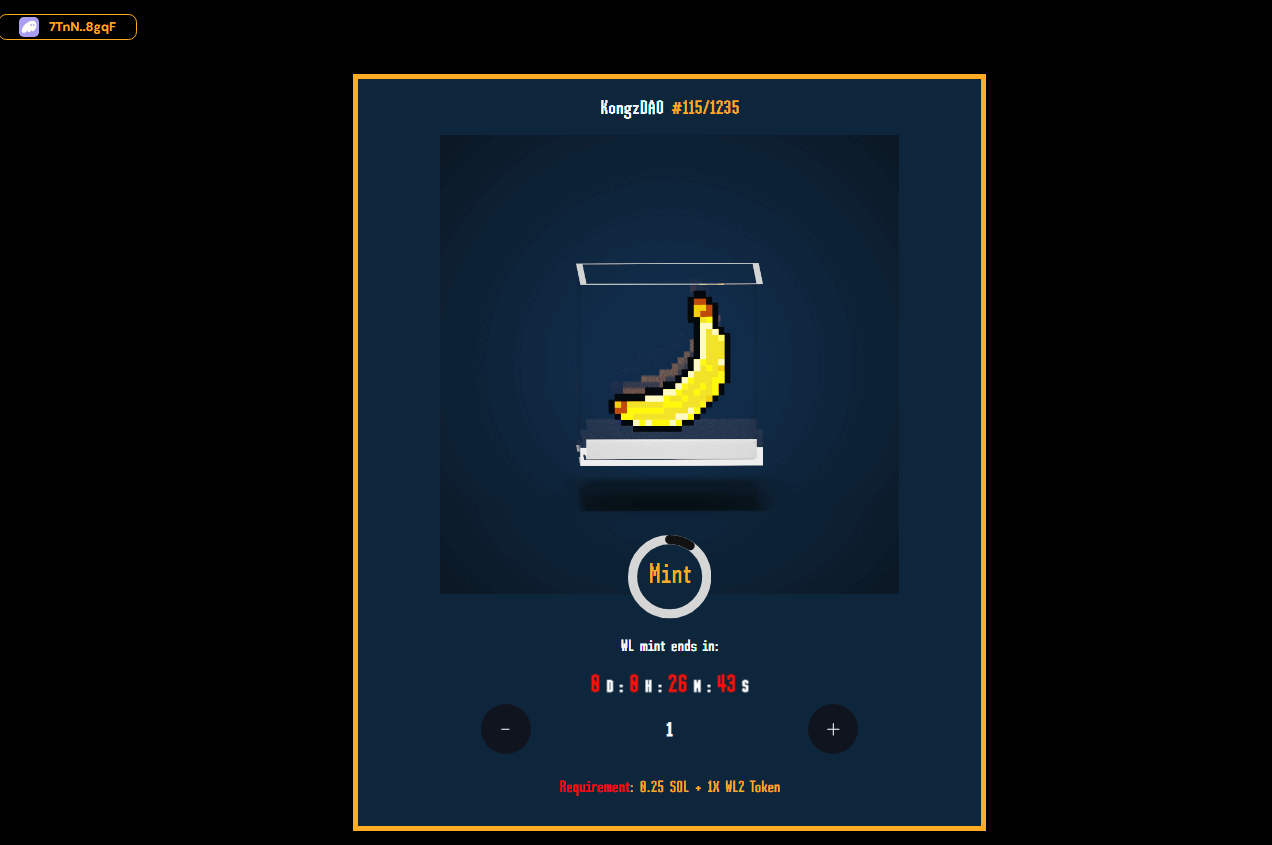 7TnN..8gqF
KongzDAO #115/1235
Mint
WL mint ends in:
0 D : 0 H : 26 M : 43 S
- 1 +
Requirement: 0.25 SOL + 1X WL2 Token